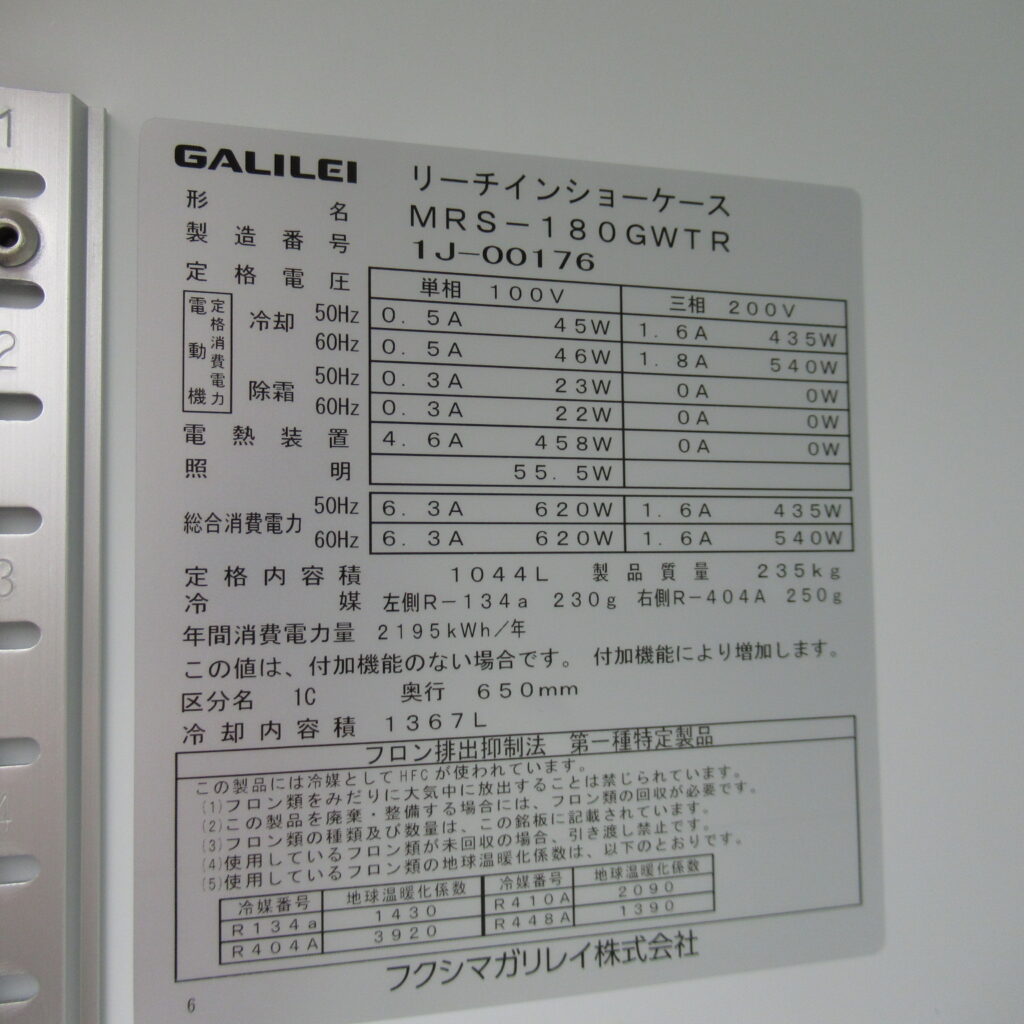 GALILEI リーチインショーケース
形名 MRS-180GWTR
製造番号 1J-00176
定格電圧 単相 100V 三相 200V
電動機 定格消費電力
冷却 50Hz 0.5A 45W 1.6A 435W
60Hz 0.5A 46W 1.8A 540W
除霜 50Hz 0.3A 23W 0A 0W
60Hz 0.3A 22W 0A 0W
電熱装置 4.6A 458W 0A 0W
照明 55.5W
総合消費電力 50Hz 6.3A 620W 1.6A 435W
60Hz 6.3A 620W 1.6A 540W
定格内容積 1044L 製品質量 235kg
冷媒 左側R-134a 230g 右側R-404A 250g
年間消費電力量 2195kWh/年
この値は、付加機能のない場合です。 付加機能により増加します。
区分名 1C 奥行 650mm
冷却内容積 1367L
フロン排出抑制法 第一種特定製品
この製品には冷媒としてHFCが使われています。
(1)フロン類をみだりに大気中に放出することは禁じられています。
(2)この製品を廃棄・整備する場合には、フロン類の回収が必要です。
(3)フロン類の種類及び数量は、この銘板に記載されています。
(4)使用しているフロン類が未回収の場合、引き渡し禁止です。
(5)使用しているフロン類の地球温暖化係数は、以下のとおりです。
冷媒番号 地球温暖化係数 冷媒番号 地球温暖化係数
R134a 1430 R410A 2090
R404A 3920 R448A 1390
フクシマガリレイ株式会社
6
1
2
3
4